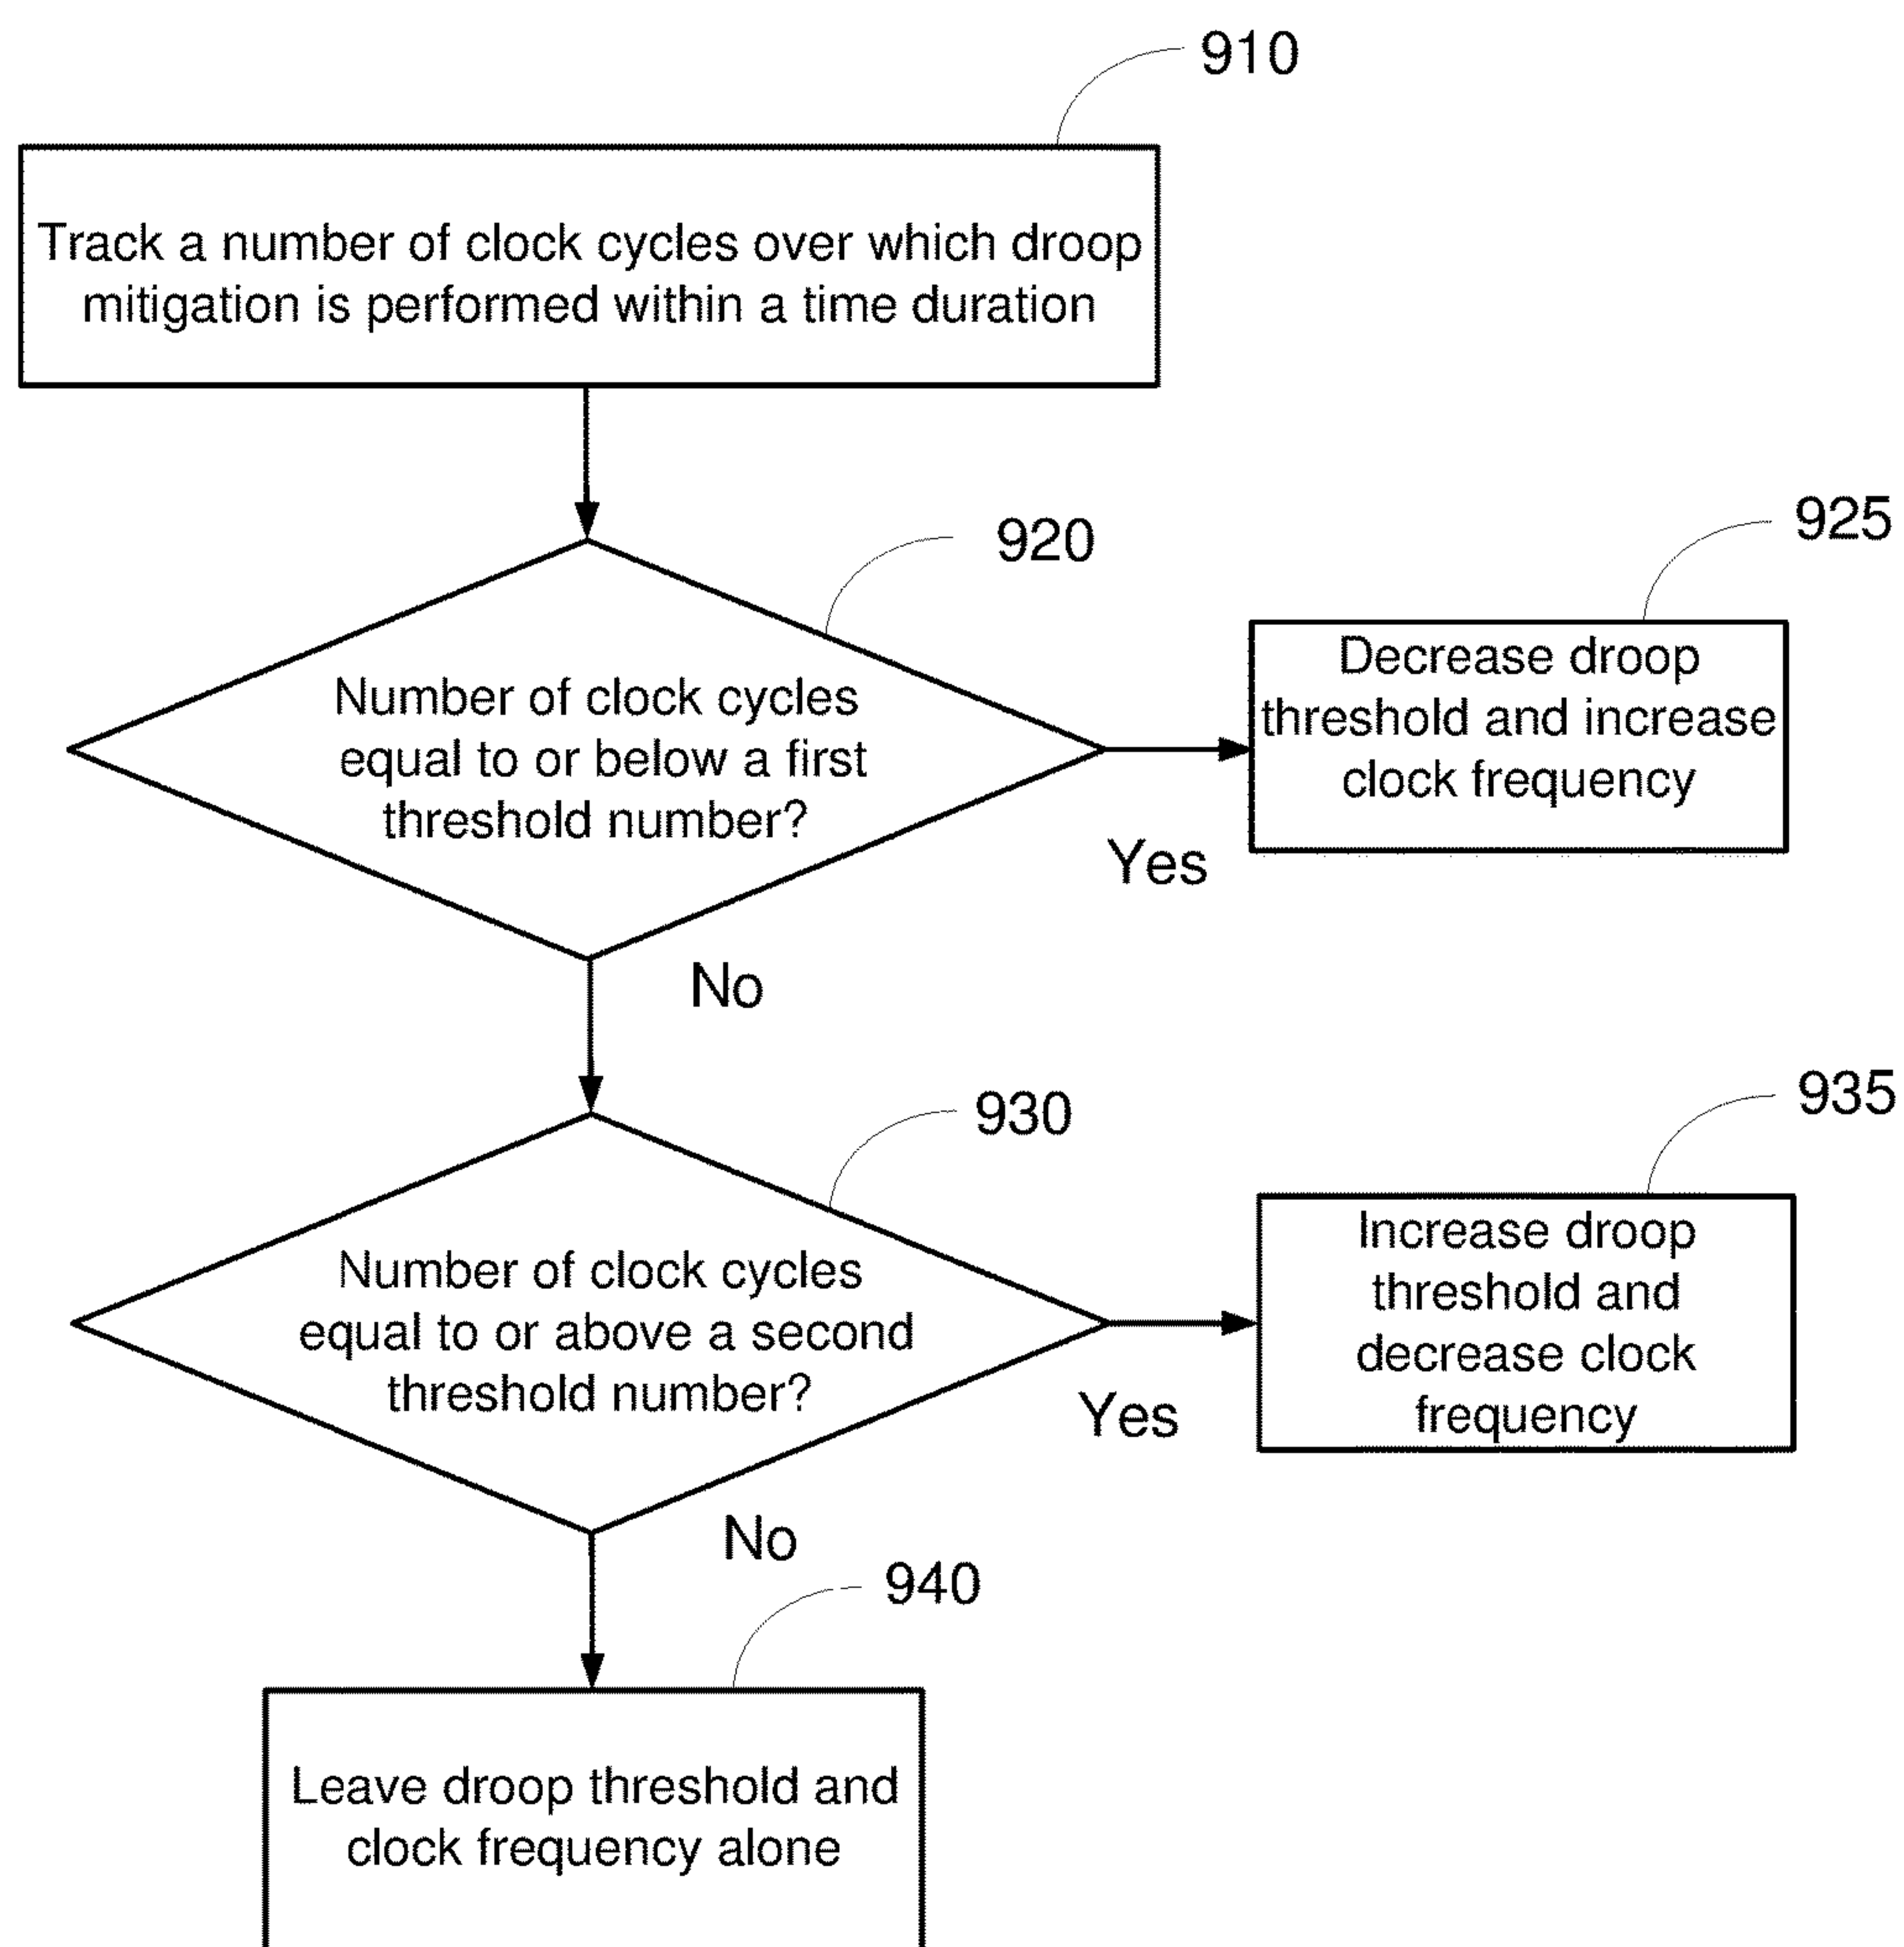 910
Track a number of clock cycles over which droop
mitigation is performed within a time duration
920
925
Number of clock cycles
equal to or below a first
threshold number?
Decrease droop
threshold and increase
clock frequency
Yes
No
930
935
Number of clock cycles
equal to or above a second
threshold number?
Increase droop
threshold and
decrease clock
frequency
Yes
No
940
Leave droop threshold and
clock frequency alone